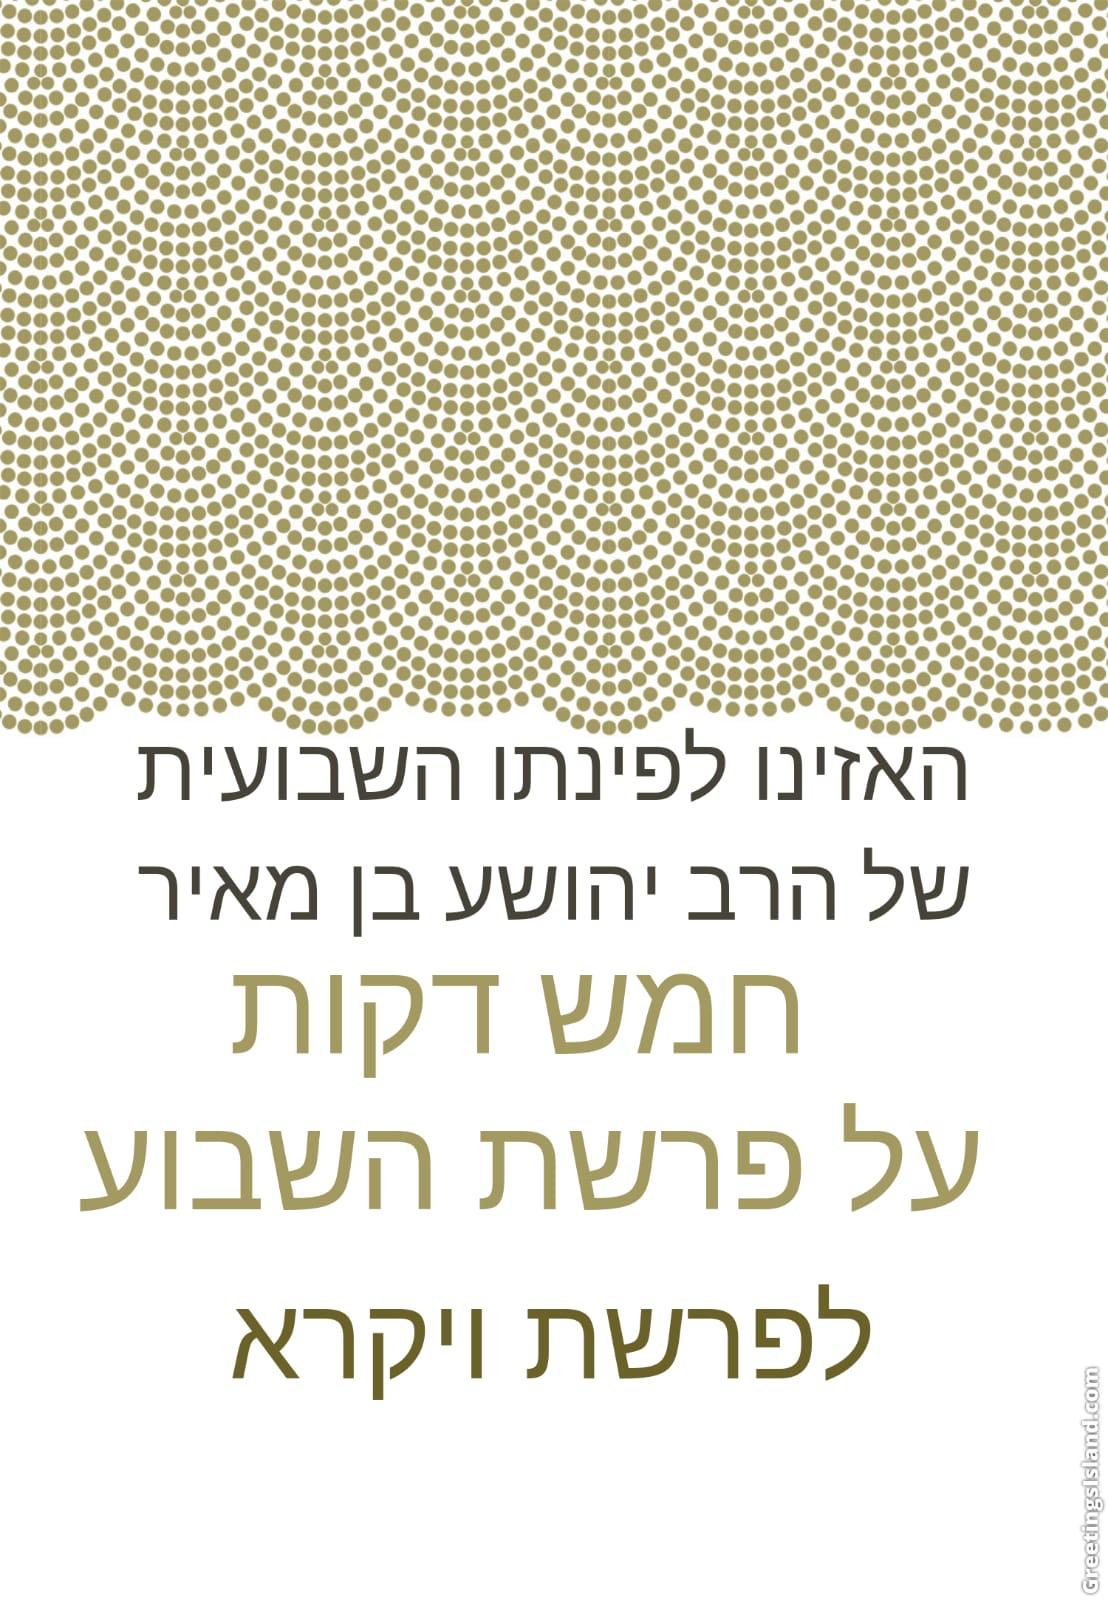 האזינו לפינתו השבועית
של הרב יהושע בן מאיר
חמש דקות
על פרשת השבוע
לפרשת ויקרא
GreetingsIsland.com